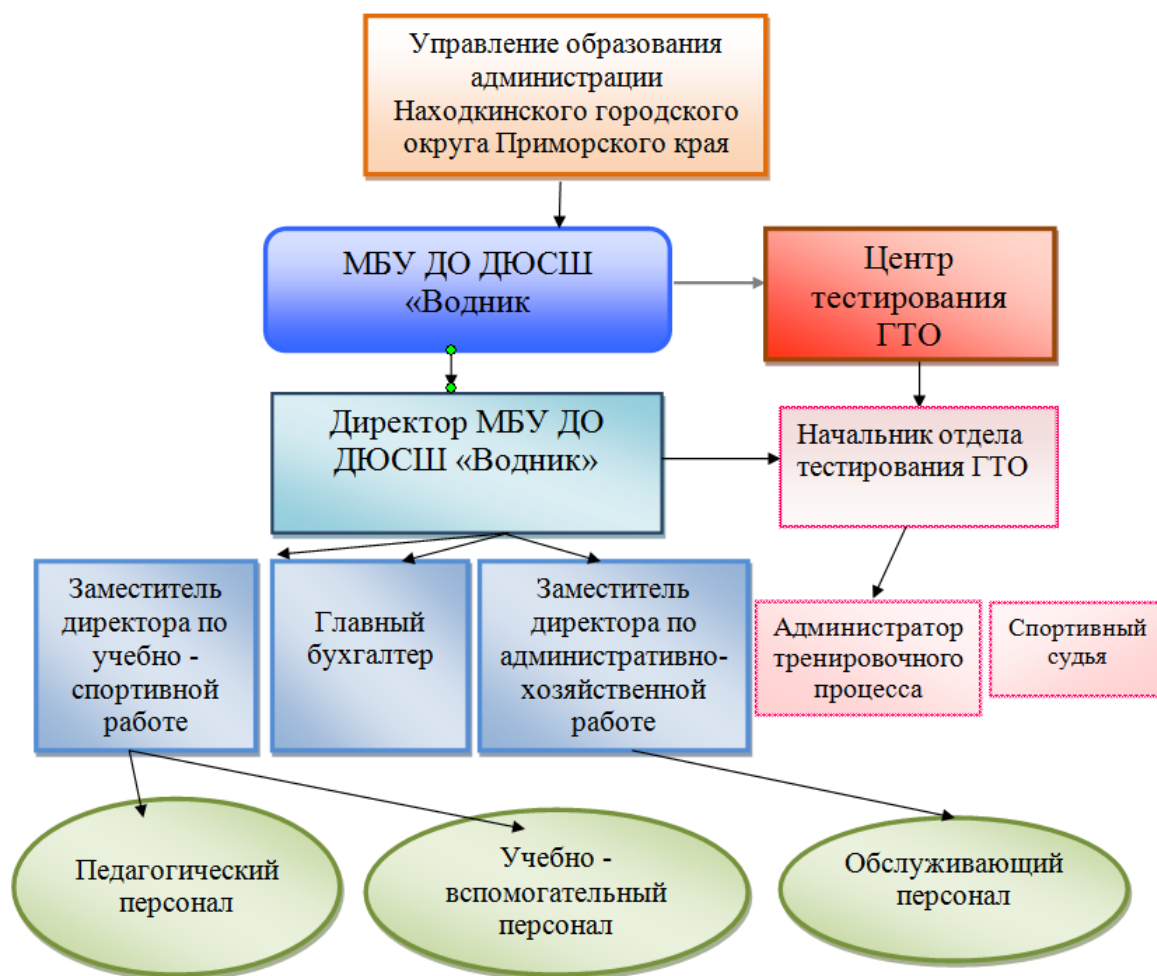 Управление образования
администрации
Находкинского городского
округа Приморского края
МБУ ДО ДЮСШ
«Водник
Центр
тестирования
ГТО
Директор МБУ ДО
ДЮСШ «Водник»
Начальник отдела
тестирования ГТО
Заместитель
директора по
учебно -
спортивной
работе
Главный
бухгалтер
Заместитель
директора по
административно-
хозяйственной
работе
Администратор
тренировочного
процесса
Спортивный
судья
Педагогический
персонал
Учебно -
вспомогательный
персонал
Обслуживающий
персонал